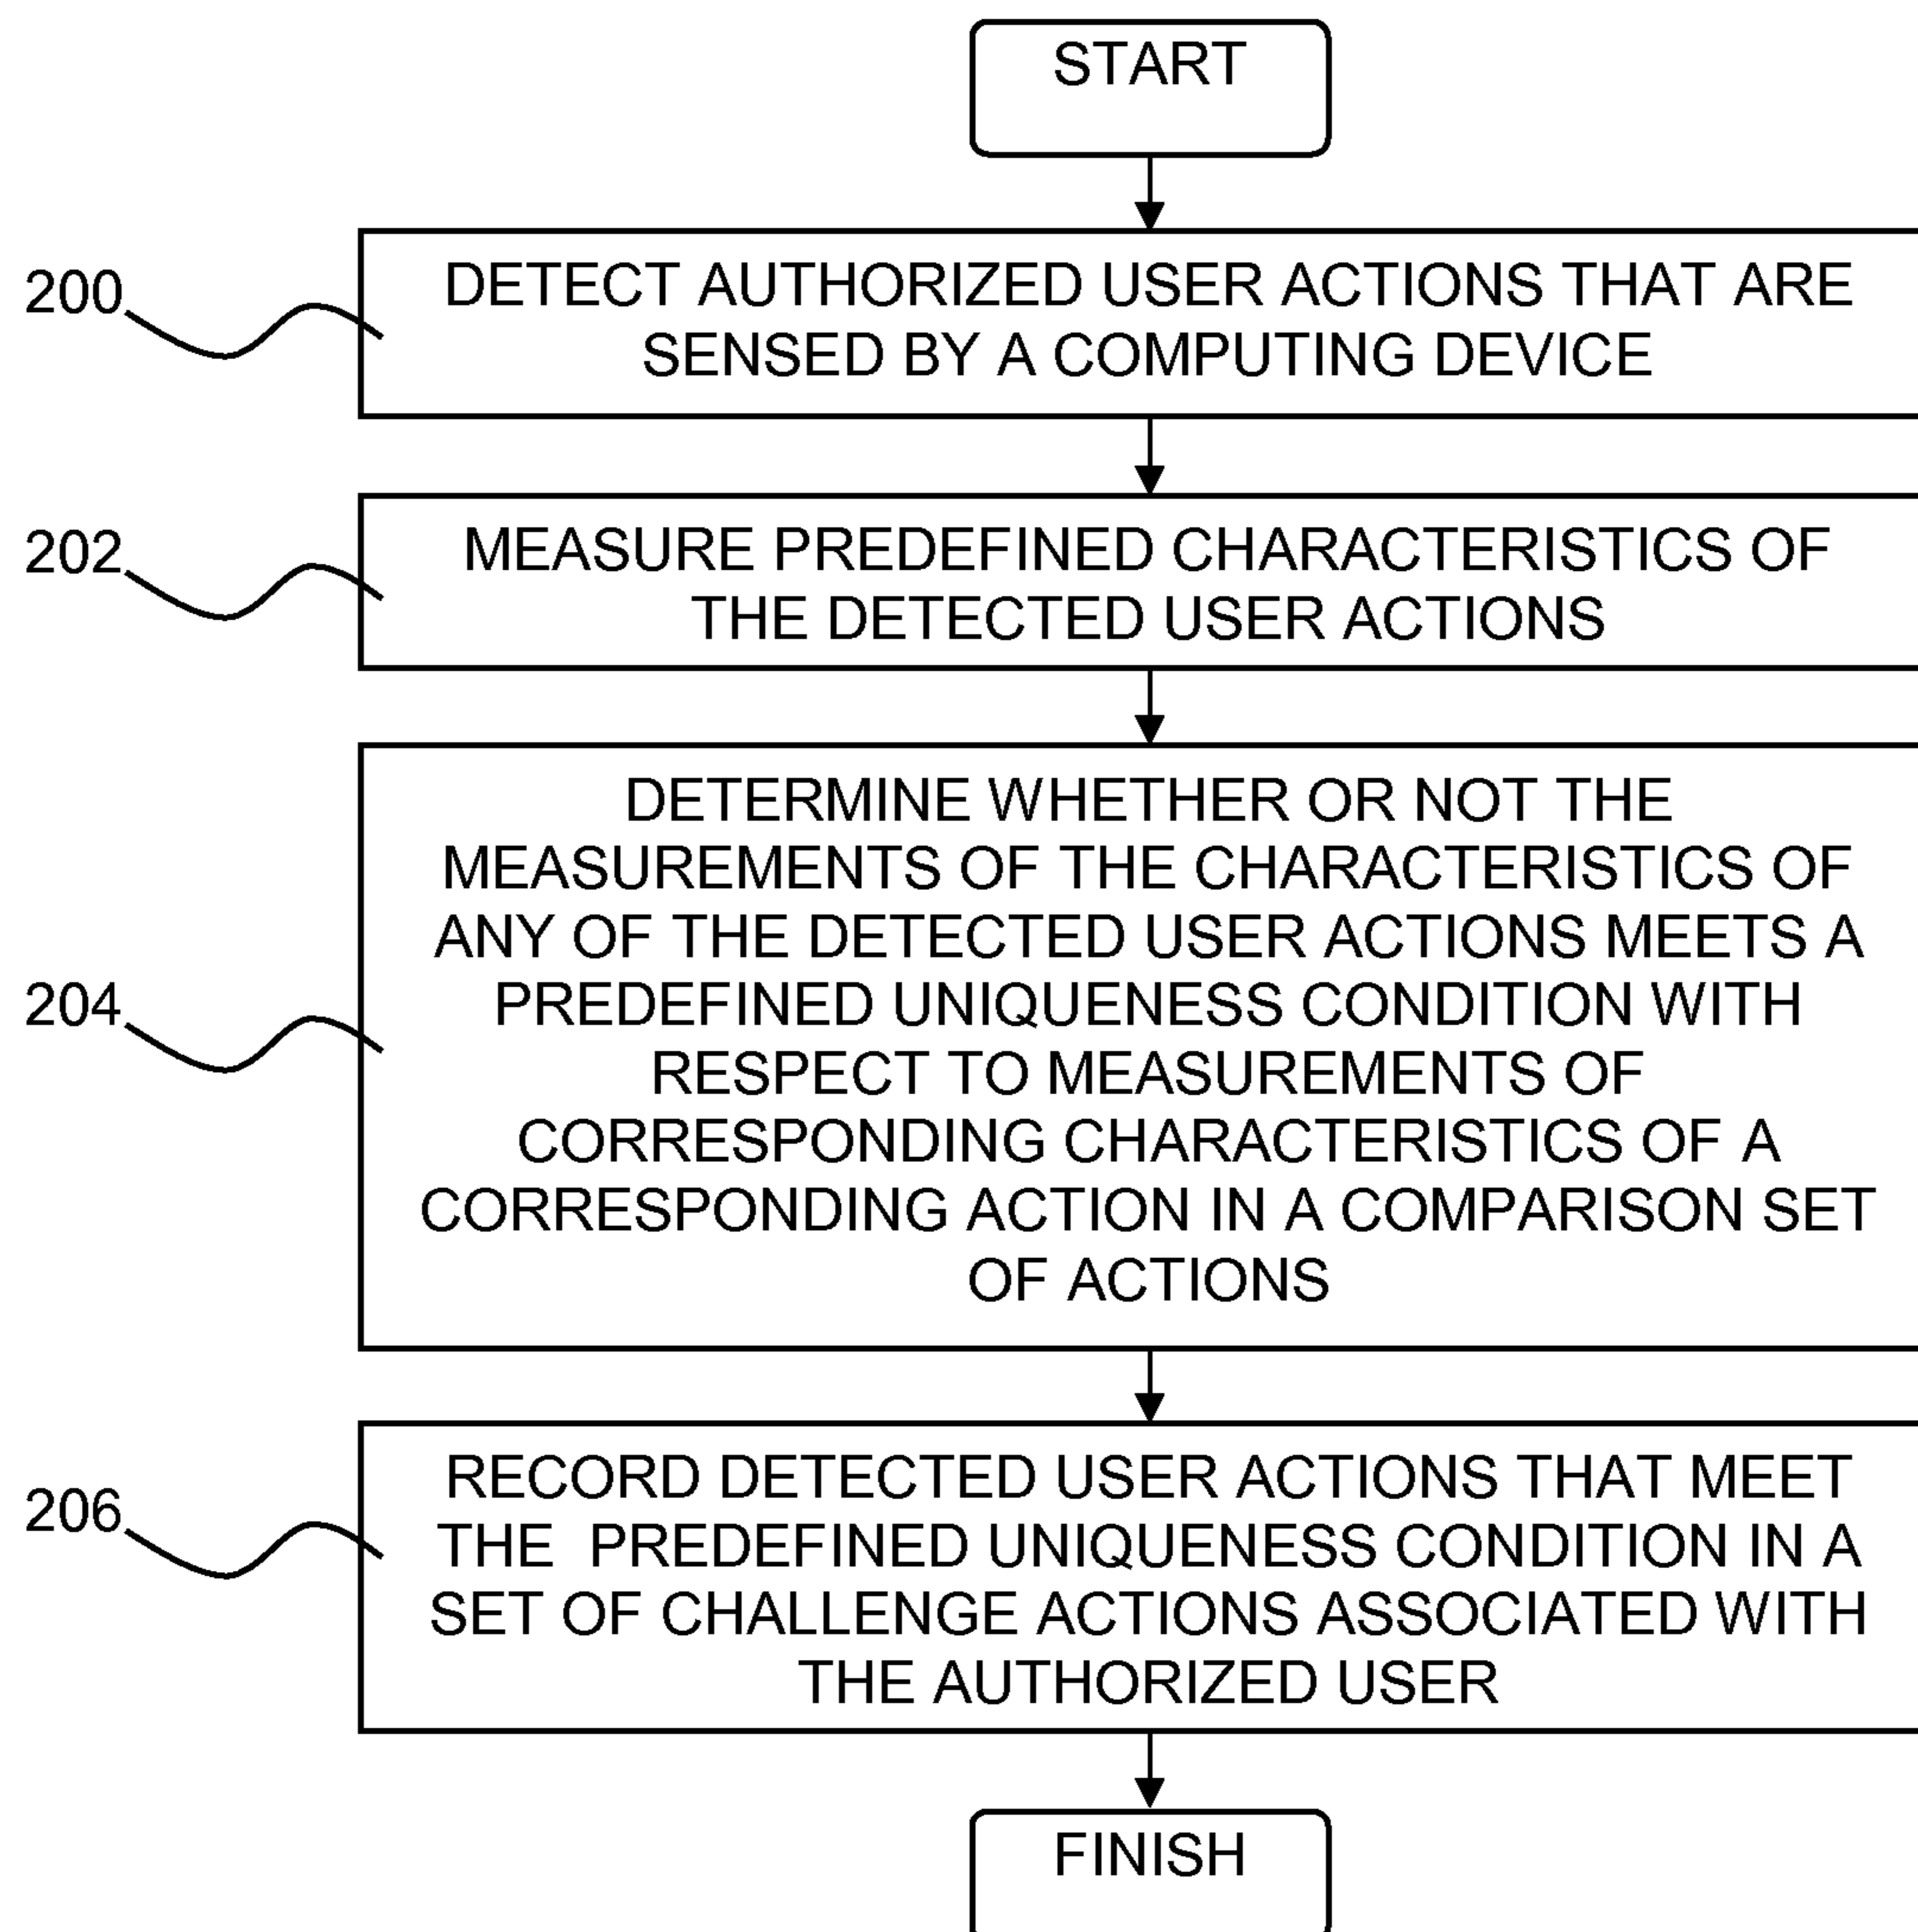 START
200
DETECT AUTHORIZED USER ACTIONS THAT ARE
SENSED BY A COMPUTING DEVICE
202
MEASURE PREDEFINED CHARACTERISTICS OF
THE DETECTED USER ACTIONS
204
DETERMINE WHETHER OR NOT THE
MEASUREMENTS OF THE CHARACTERISTICS OF
ANY OF THE DETECTED USER ACTIONS MEETS A
PREDEFINED UNIQUENESS CONDITION WITH
RESPECT TO MEASUREMENTS OF
CORRESPONDING CHARACTERISTICS OF A
CORRESPONDING ACTION IN A COMPARISON SET
OF ACTIONS
206
RECORD DETECTED USER ACTIONS THAT MEET
THE  PREDEFINED UNIQUENESS CONDITION IN A
SET OF CHALLENGE ACTIONS ASSOCIATED WITH
THE AUTHORIZED USER
FINISH